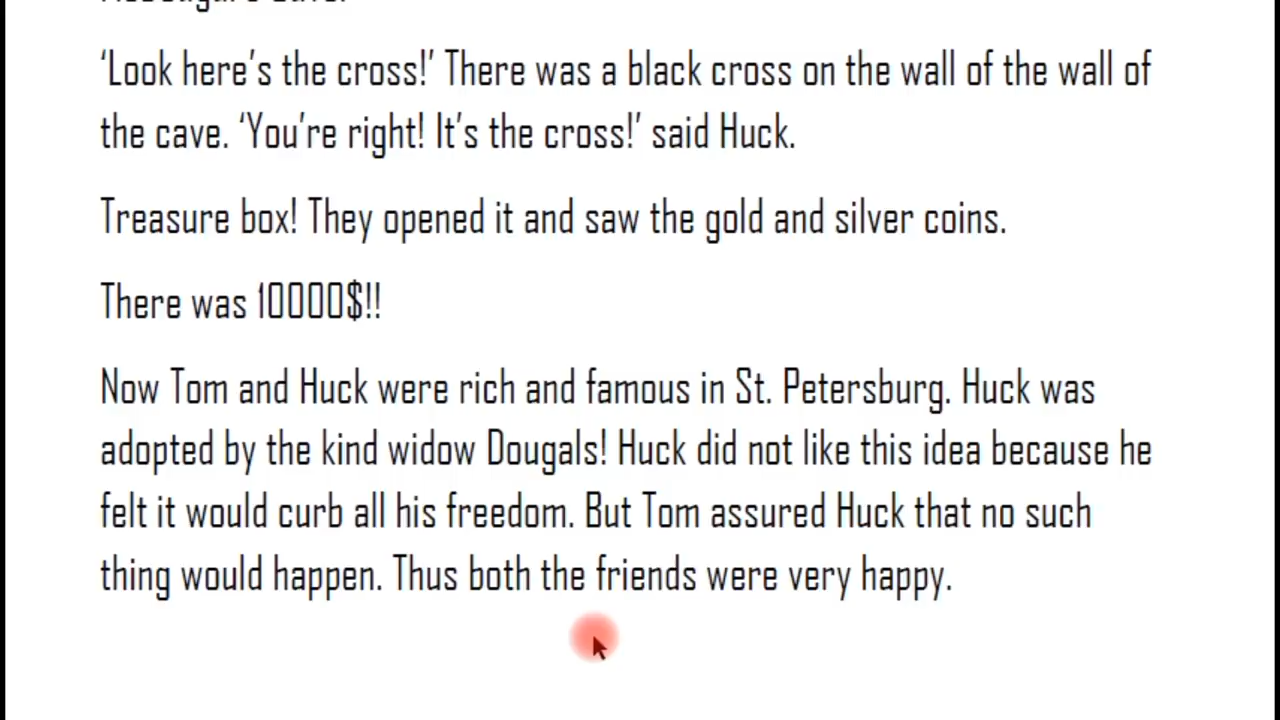 ‘Look here’s the cross!’ There was a black cross on the wall of the wall of
the cave. ‘You’re right! It’s the cross!’ said Huck.
Treasure box! They opened it and saw the gold and silver coins.
There was 10000$!!
Now Tom and Huck were rich and famous in St. Petersburg. Huck was
adopted by the kind widow Dougals! Huck did not like this idea because he
felt it would curb all his freedom. But Tom assured Huck that no such
thing would happen. Thus both the friends were very happy.